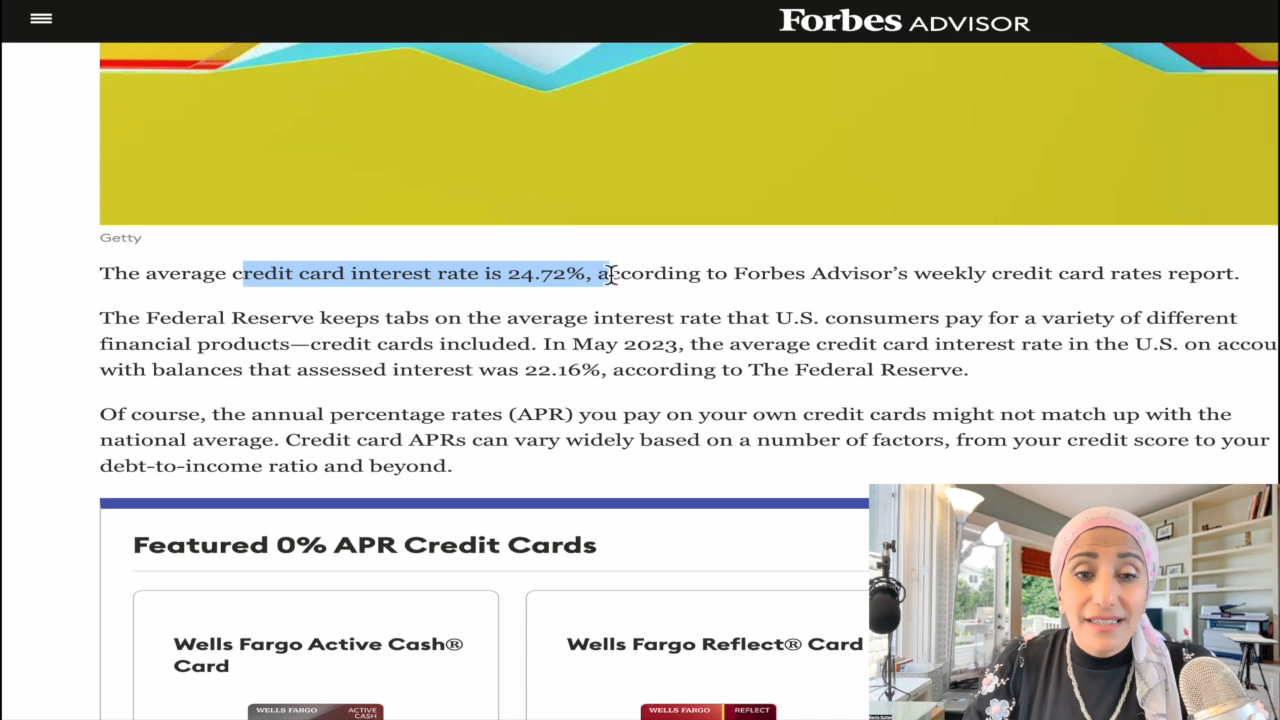 Forbes ADVISOR
Getty
The average credit card interest rate is 24.72%, according to Forbes Advisor’s weekly credit card rates report.
The Federal Reserve keeps tabs on the average interest rate that U.S. consumers pay for a variety of different
financial products—credit cards included. In May 2023, the average credit card interest rate in the U.S. on accou
with balances that assessed interest was 22.16%, according to The Federal Reserve.
Of course, the annual percentage rates (APR) you pay on your own credit cards might not match up with the
national average. Credit card APRs can vary widely based on a number of factors, from your credit score to your
debt-to-income ratio and beyond.
Featured 0% APR Credit Cards
Wells Fargo Active Cash®
Card
Wells Fargo Reflect® Card
WELLS FARGO ACTIVE
CASH
WELLS FARGO REFLECT